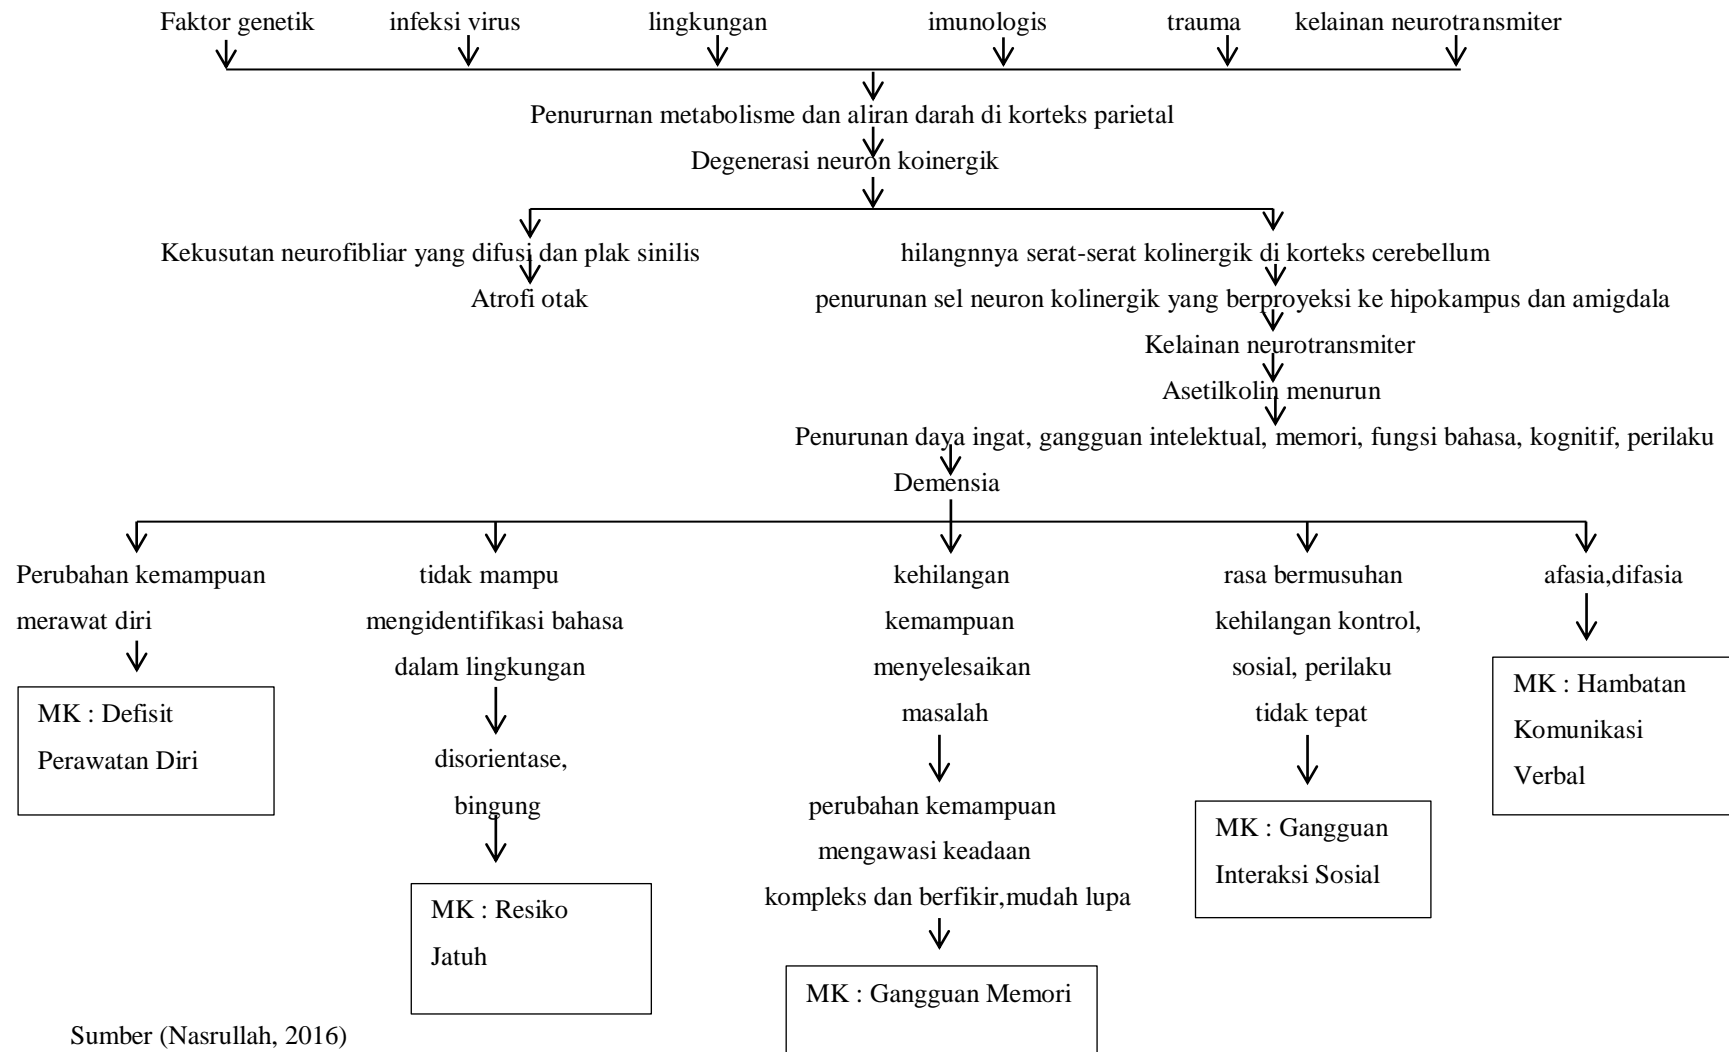 Faktor genetik infeksi virus lingkungan imunologis trauma kelainan neurotransmiter
Penururnan metabolisme dan aliran darah di korteks parietal
Degenerasi neuron koinergik
Kekusutan neurofibliar yang difusi dan plak sinilis
hilangnnya serat-serat kolinergik di korteks cerebellum
Atrofi otak
penurunan sel neuron kolinergik yang berproyeksi ke hipokampus dan amigdala
Kelainan neurotransmiter
Asetilkolin menurun
Penurunan daya ingat, gangguan intelektual, memori, fungsi bahasa, kognitif, perilaku
Demensia
Perubahan kemampuan
merawat diri
MK : Defisit
Perawatan Diri
tidak mampu
mengidentifikasi bahasa
dalam lingkungan
disorientase,
bingung
MK : Resiko
Jatuh
kehilangan
kemampuan
menyelesaikan
masalah
perubahan kemampuan
mengawasi keadaan
kompleks dan berfikir,mudah lupa
MK : Gangguan Memori
rasa bermusuhan
kehilangan kontrol,
sosial, perilaku
tidak tepat
MK : Gangguan
Interaksi Sosial
afasia,difasia
MK : Hambatan
Komunikasi
Verbal
Sumber (Nasrullah, 2016)